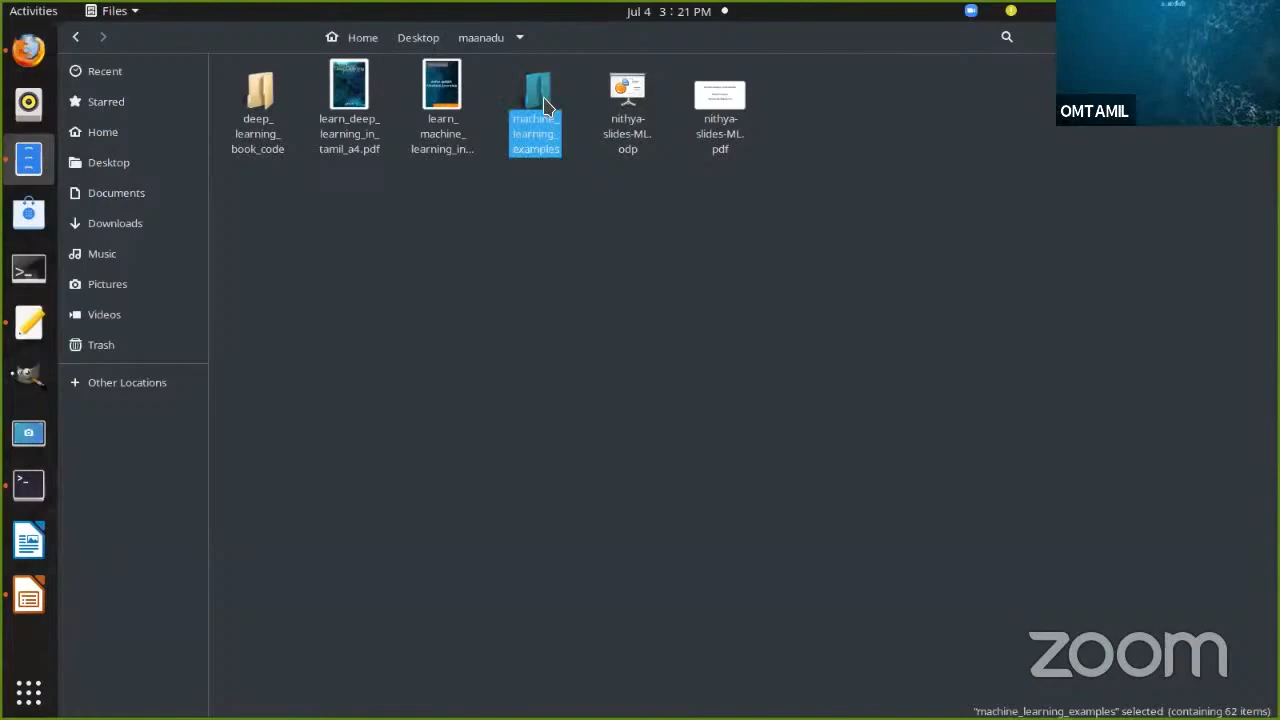 Activities
Files
Jul 4 3:21 PM
Home
Desktop
maanadu
OMTAMIL
Recent
Starred
Home
Desktop
Documents
Downloads
Music
Pictures
Videos
Trash
Other Locations
deep_
learning_
book_code
learn_deep_
learning_in_
tamil_a4.pdf
learn_
machine_
learning_in...
machine_
learning_
examples
nithya-
slides-ML.
odp
nithya-
slides-ML.
pdf
zoom
"machine_learning_examples" selected (containing 62 items)